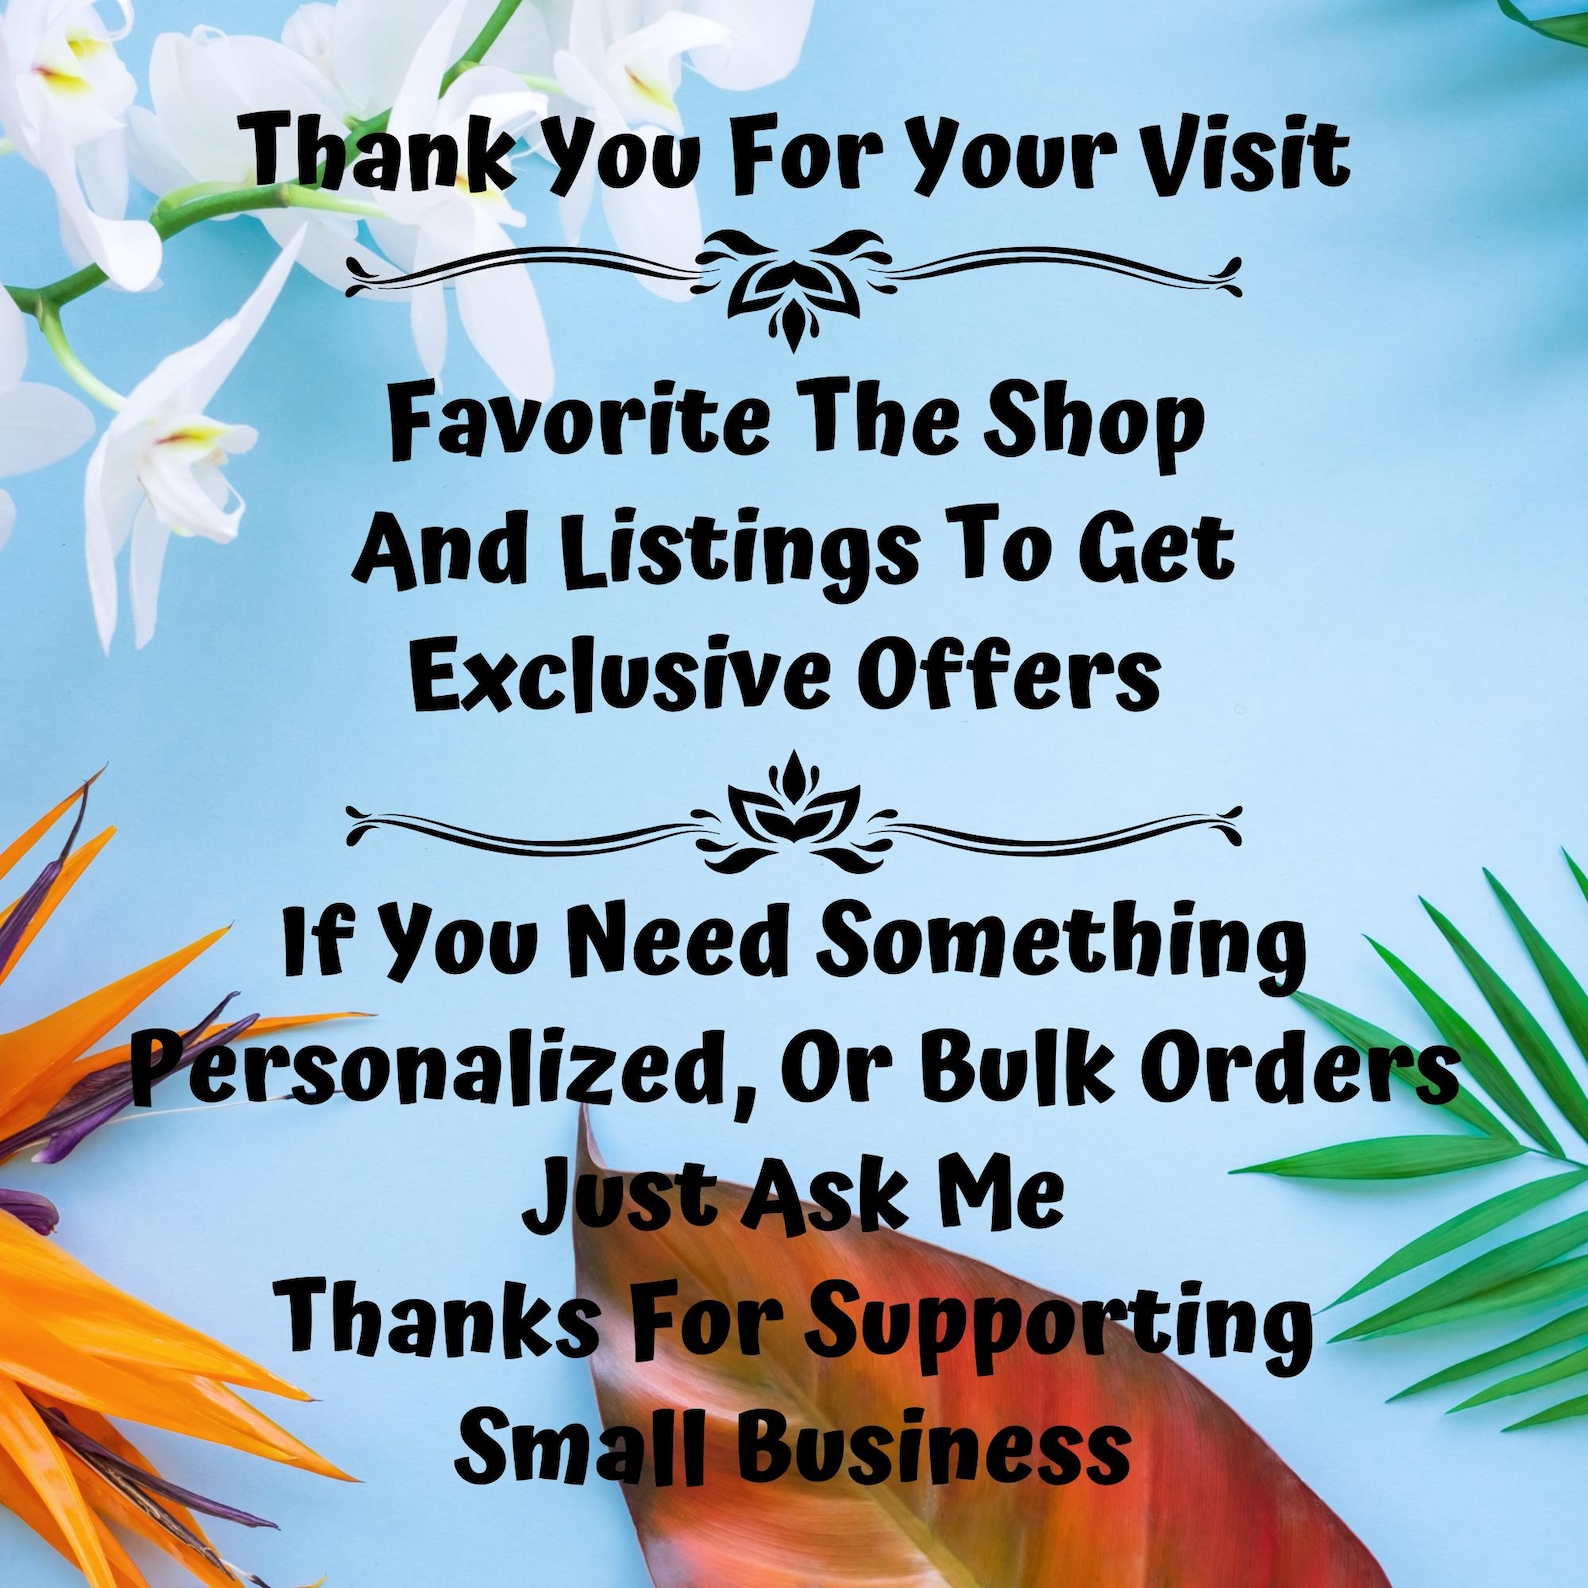 Thank You For Your Visit
Favorite The Shop
And Listings To Get
Exclusive Offers
If You Need Something
Personalized, Or Bulk Orders
Just Ask Me
Thanks For Supporting
Small Business